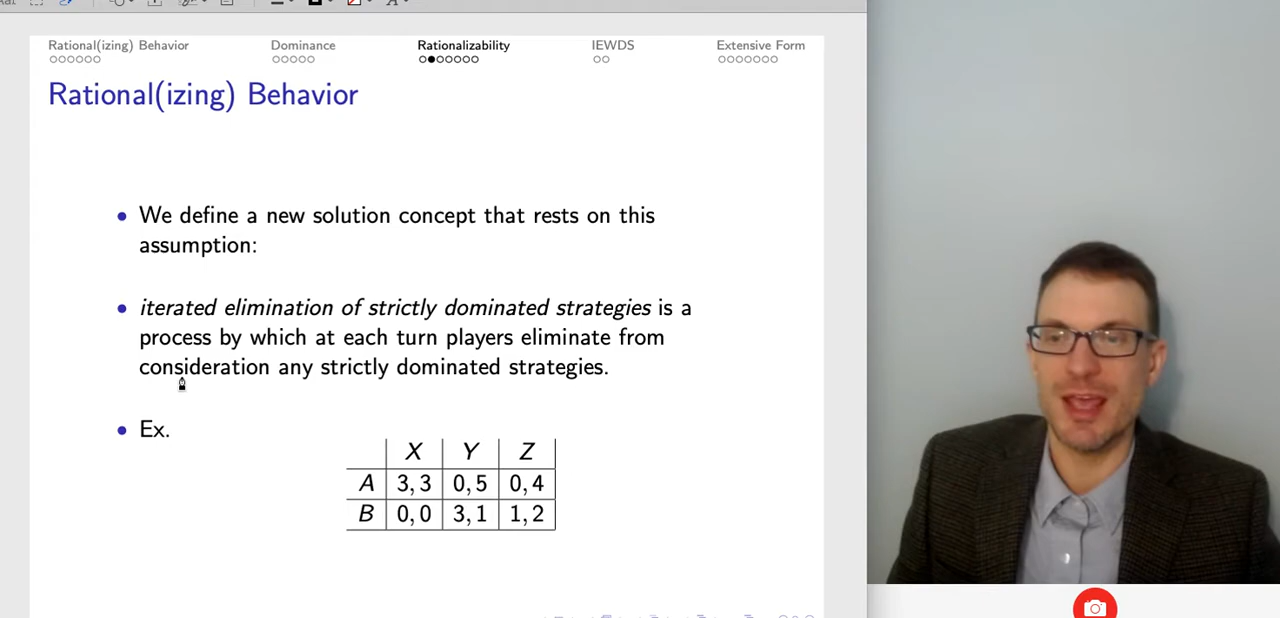 Rational(izing) Behavior Dominance Rationalizability IEWDS Extensive Form
Rational(izing) Behavior
• We define a new solution concept that rests on this
assumption:
• iterated elimination of strictly dominated strategies is a
process by which at each turn players eliminate from
consideration any strictly dominated strategies.
• Ex.
X Y Z
A 3, 3 0, 5 0, 4
B 0, 0 3, 1 1, 2